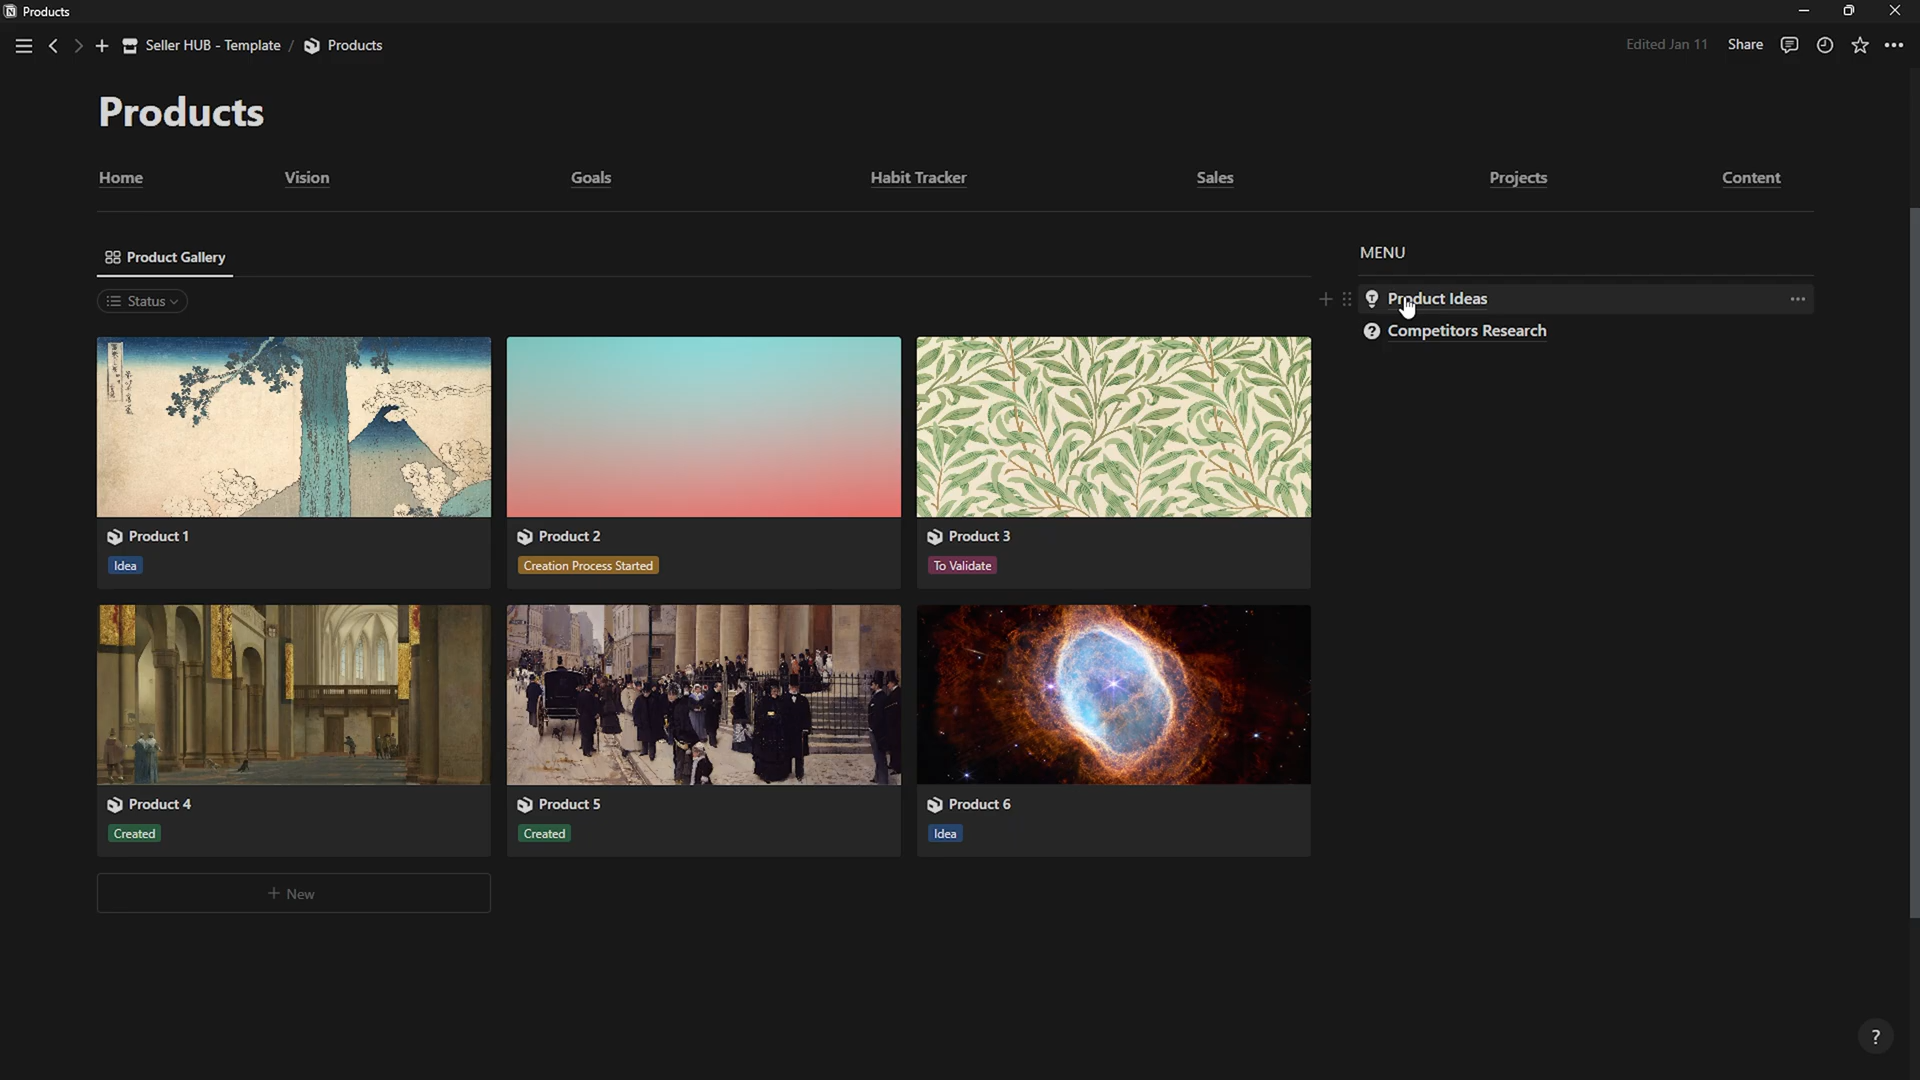 Products
Seller HUB - Template / Products
Edited Jan 11 Share
Products
Home Vision Goals Habit Tracker Sales Projects Content
Product Gallery
MENU
Status
Product Ideas
Competitors Research
Product 1
Idea
Product 2
Creation Process Started
Product 3
To Validate
Product 4
Created
Product 5
Created
Product 6
Idea
+ New
?